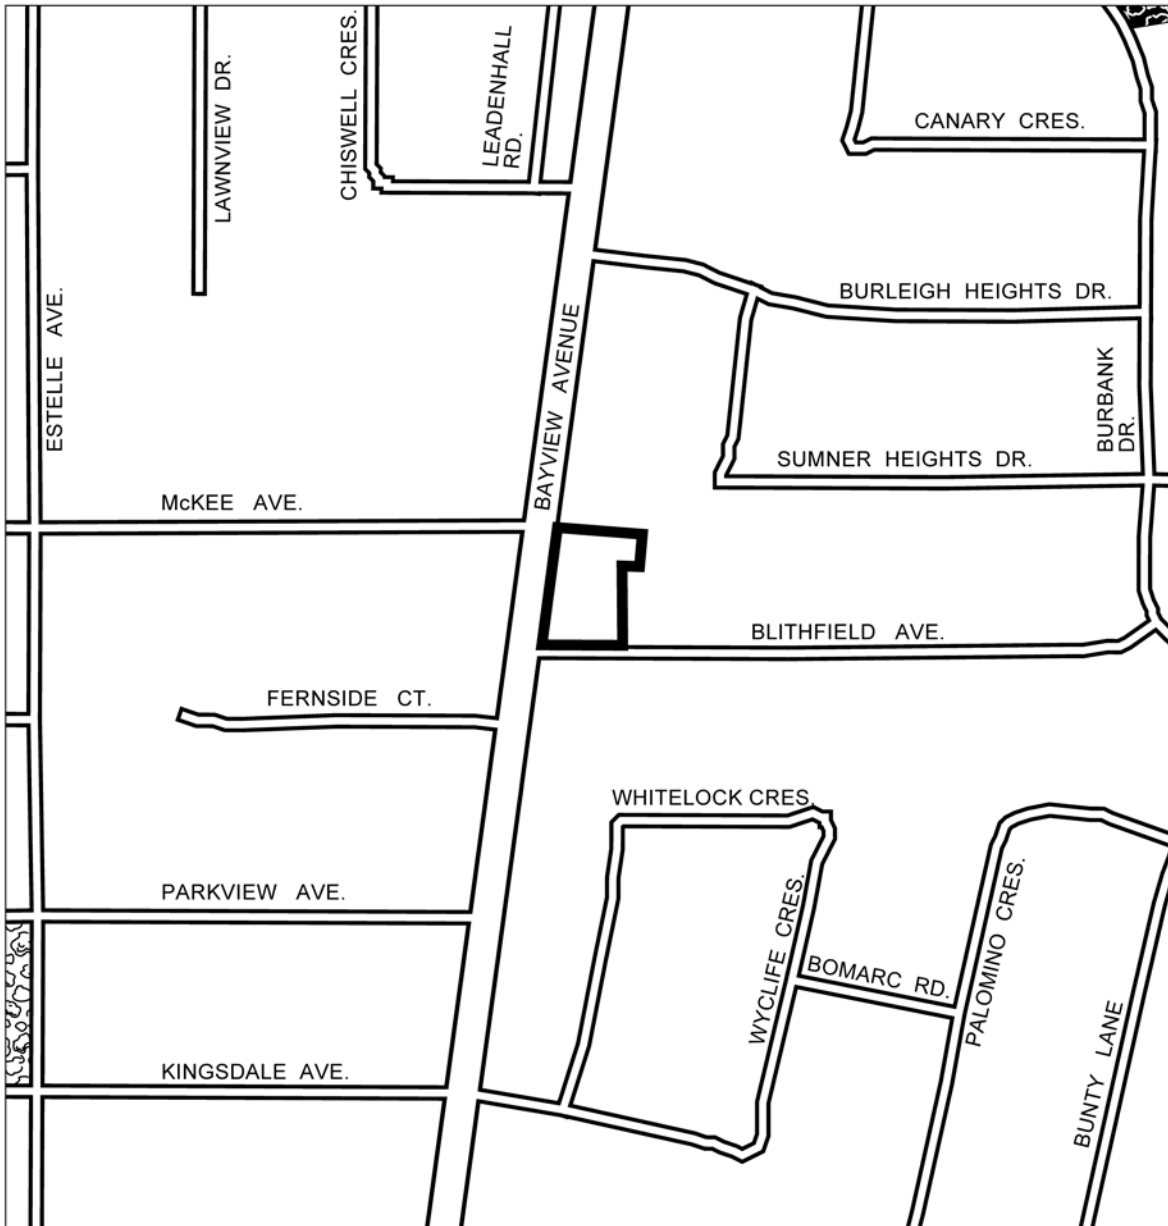 LAWNVIEW DR.
CHISWELL CRES.
LEADENHALL
RD.
CANARY CRES.
ESTELLE AVE.
BAYVIEW AVENUE
BURLEIGH HEIGHTS DR.
BURBANK
DR.
SUMNER HEIGHTS DR.
McKEE AVE.
BLITHFIELD AVE.
FERNSIDE CT.
WHITELOCK CRES.
PARKVIEW AVE.
WYCLIFE CRES.
BOMARC RD.
PALOMINO CRES.
BUNTY LANE
KINGSDALE AVE.